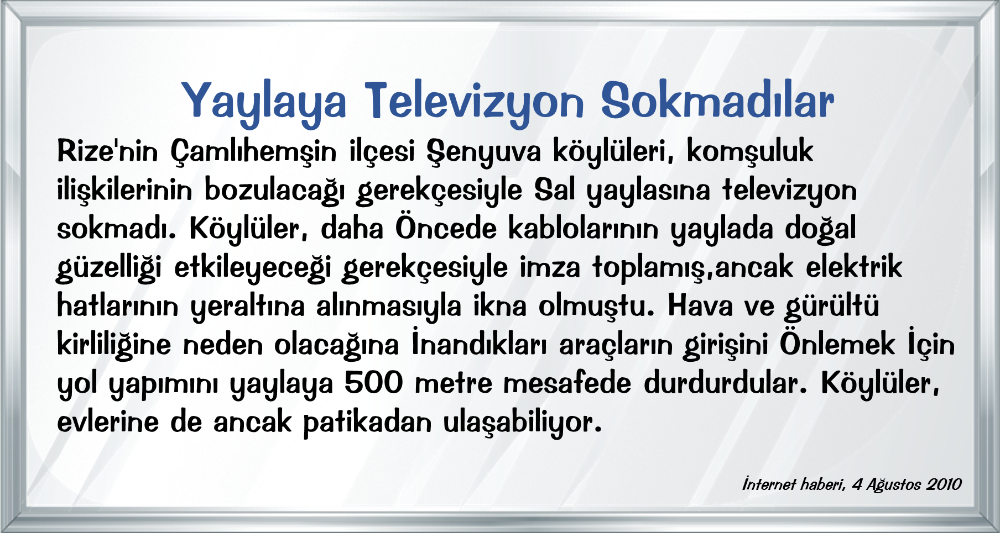 Yaylaya Televizyon Sokmadılar
Rize'nin Çamlıhemşin ilçesi Şenyuva köylüleri, komşuluk
ilişkilerinin bozulacağı gerekçesiyle Sal yaylasına televizyon
sokmadı. Köylüler, daha Öncede kablolarının yaylada doğal
güzelliği etkileyeceği gerekçesiyle imza toplamış,ancak elektrik
hatlarının yeraltına alınmasıyla ikna olmuştu. Hava ve gürültü
kirliliğine neden olacağına İnandıkları araçların girişini Önlemek İçin
yol yapımını yaylaya 500 metre mesafede durdurdular. Köylüler,
evlerine de ancak patikadan ulaşabiliyor.
İnternet haberi, 4 Ağustos 2010